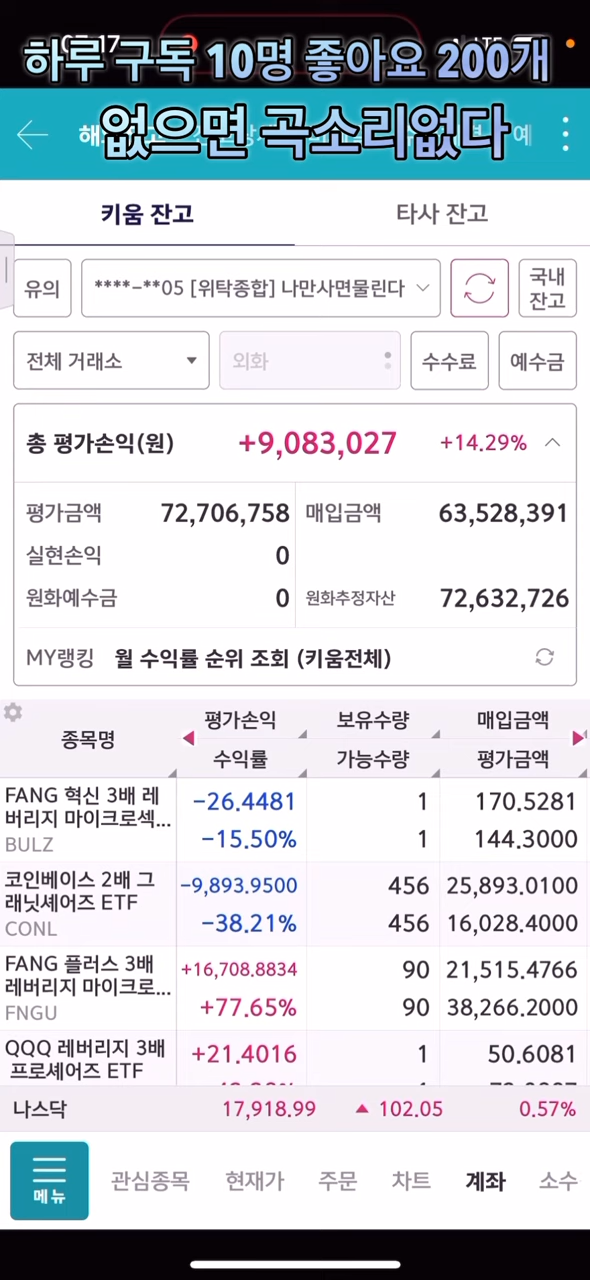 하루 구독 10명 좋아요 200개
없으면 곡소리없다
키움 잔고 타사 잔고
유의 ****-**05 [위탁종합] 나만사면물린다 국내 잔고
전체 거래소 외화 수수료 예수금
총 평가손익(원) +9,083,027 +14.29%
평가금액 72,706,758 매입금액 63,528,391
실현손익 0
원화예수금 0 원화추정자산 72,632,726
MY랭킹 월 수익률 순위 조회 (키움전체)
종목명 평가손익 보유수량 매입금액
수익률 가능수량 평가금액
FANG 혁신 3배 레 -26.4481 1 170.5281
버리지 마이크로섹... -15.50% 1 144.3000
BULZ
코인베이스 2배 그 -9,893.9500 456 25,893.0100
래닛셰어즈 ETF -38.21% 456 16,028.4000
CONL
FANG 플러스 3배 +16,708.8834 90 21,515.4766
레버리지 마이크로... +77.65% 90 38,266.2000
FNGU
QQQ 레버리지 3배 +21.4016 1 50.6081
프로셰어즈 ETF
나스닥 17,918.99 ▲ 102.05 0.57%
메뉴 관심종목 현재가 주문 차트 계좌 소수